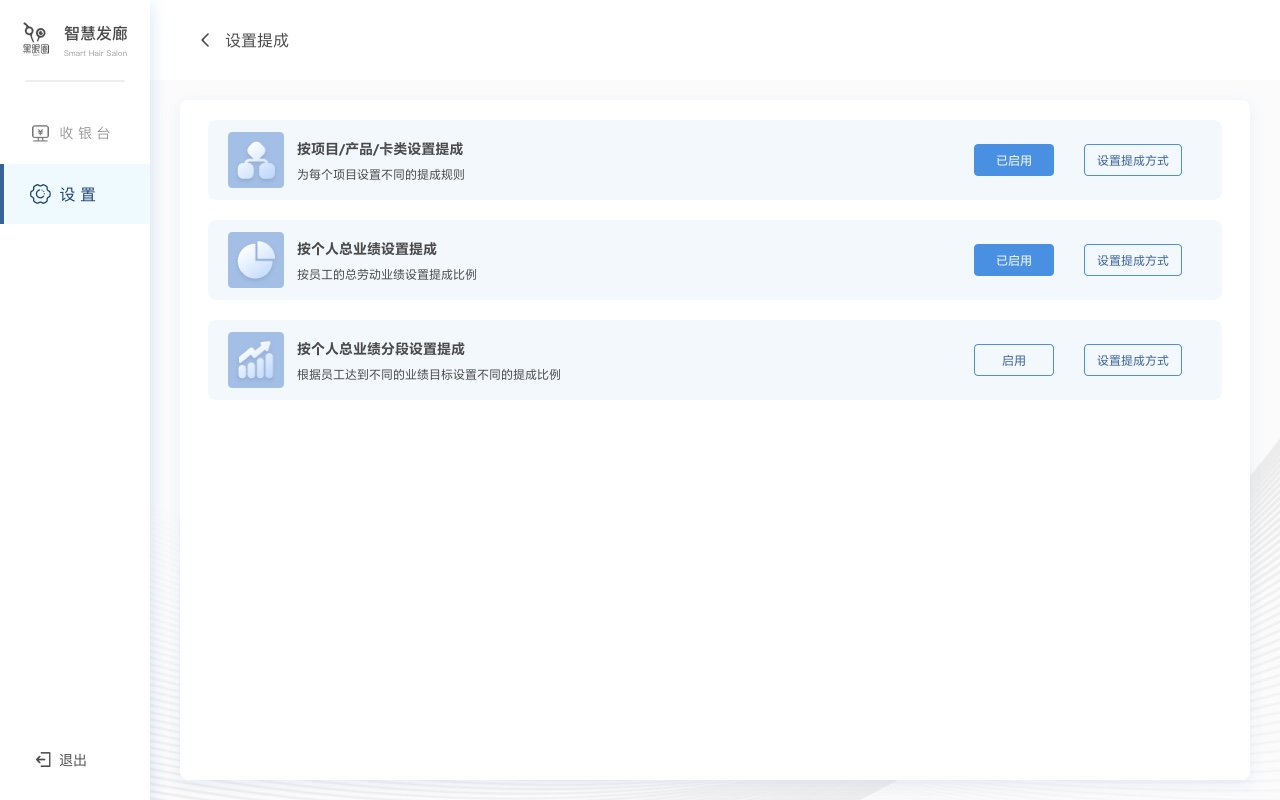 黑眼圈
智慧发廊
Smart Hair Salon
设置提成
收银台
设置
按项目/产品/卡类设置提成
为每个项目设置不同的提成规则
已启用
设置提成方式
按个人总业绩设置提成
按员工的总劳动业绩设置提成比例
已启用
设置提成方式
按个人总业绩分段设置提成
根据员工达到不同的业绩目标设置不同的提成比例
启用
设置提成方式
退出